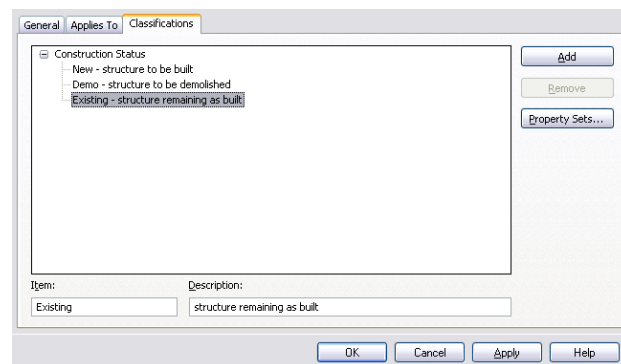 General Applies To Classifications
Construction Status
New - structure to be built
Demo - structure to be demolished
Existing - structure remaining as built
Add
Remove
Property Sets...
Item: Description:
Existing structure remaining as built
OK Cancel Apply Help